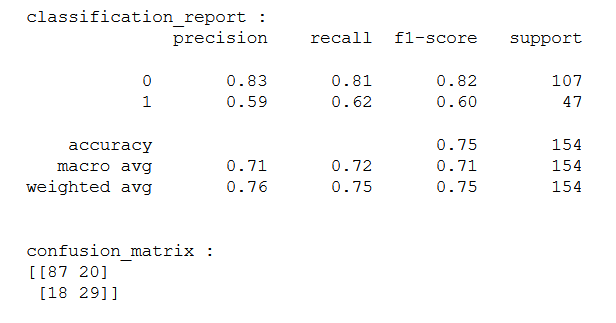 classification_report :
precision recall f1-score support
0 0.83 0.81 0.82 107
1 0.59 0.62 0.60 47
accuracy 0.75 154
macro avg 0.71 0.72 0.71 154
weighted avg 0.76 0.75 0.75 154
confusion_matrix :
[[87 20]
[18 29]]